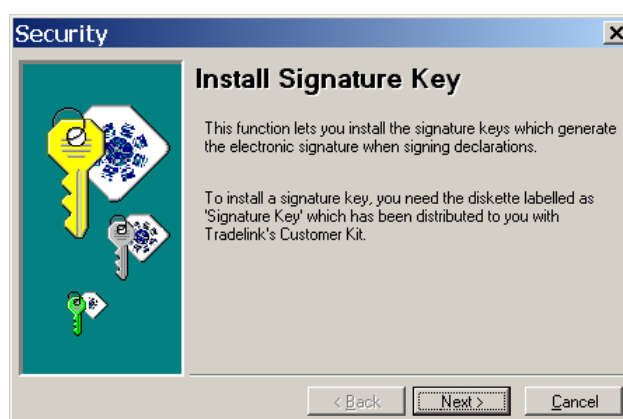 Security
Install Signature Key
This function lets you install the signature keys which generate
the electronic signature when signing declarations.
To install a signature key, you need the diskette labelled as
'Signature Key' which has been distributed to you with
Tradelink's Customer Kit.
< Back Next > Cancel